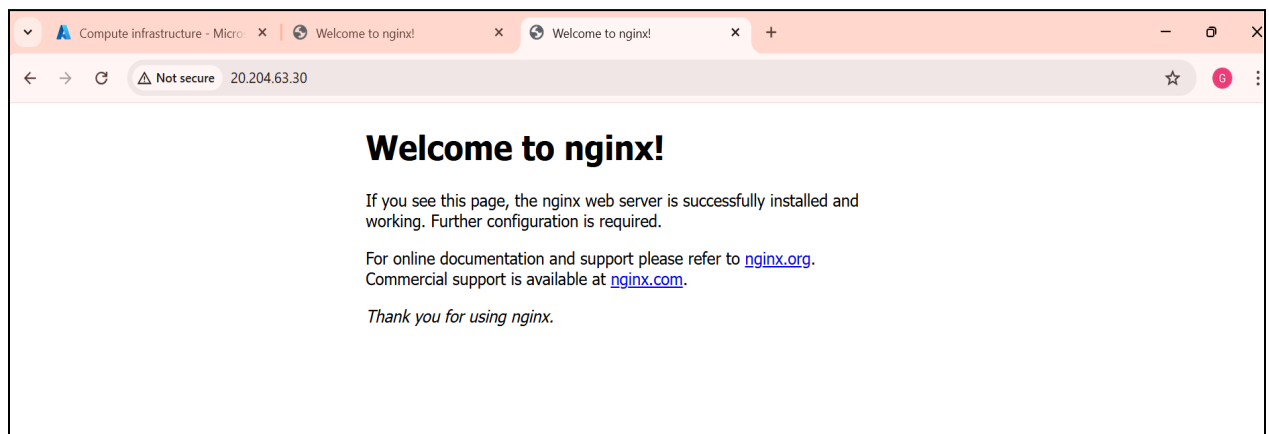 Compute infrastructure - Micro
Welcome to nginx!
Welcome to nginx!
Not secure
20.204.63.30
G
Welcome to nginx!
If you see this page, the nginx web server is successfully installed and
working. Further configuration is required.
For online documentation and support please refer to nginx.org.
Commercial support is available at nginx.com.
Thank you for using nginx.